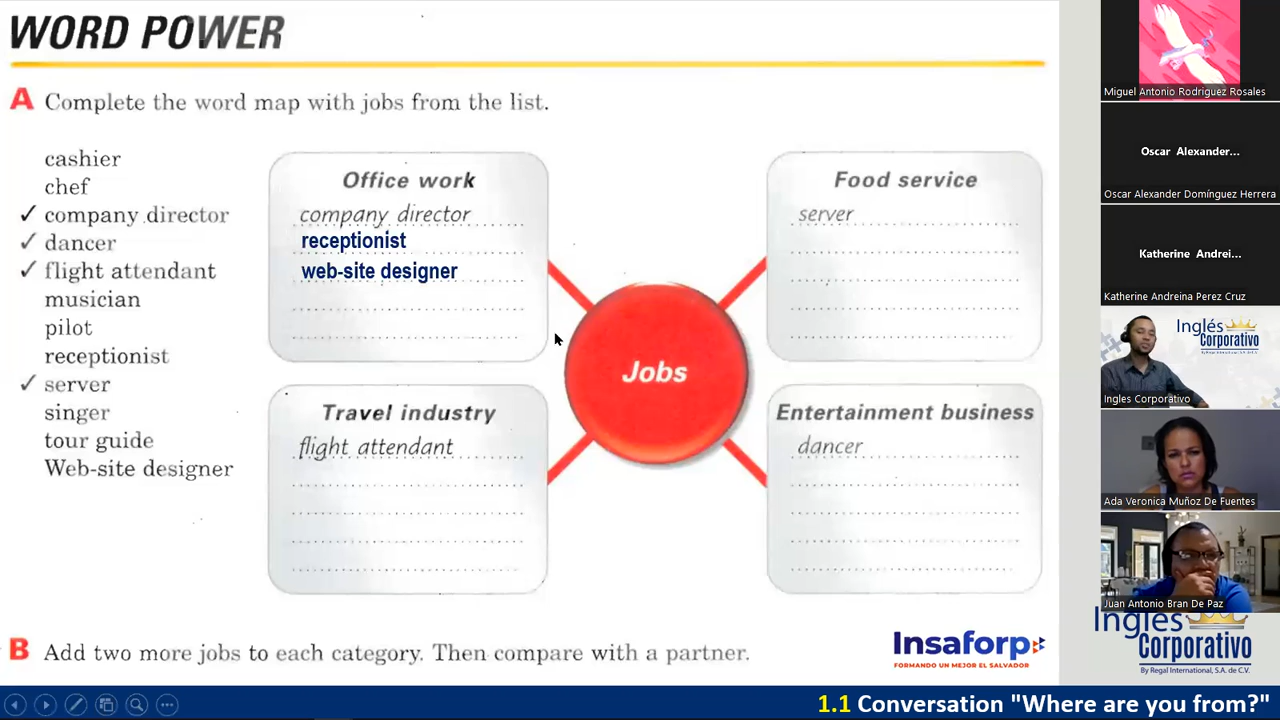 WORD POWER
A Complete the word map with jobs from the list.
cashier
chef
✓ company director
✓ dancer
✓ flight attendant
musician
pilot
receptionist
✓ server
singer
tour guide
Web-site designer
Office work
company director
receptionist
web-site designer
Food service
server
Jobs
Travel industry
flight attendant
Entertainment business
dancer
B Add two more jobs to each category. Then compare with a partner.
Insaforp
FORMANDO UN MEJOR EL SALVADOR
1.1 Conversation "Where are you from?"
Miguel Antonio Rodriguez Rosales
Oscar Alexander...
Oscar Alexander Domínguez Herrera
Katherine Andrei...
Katherine Andreina Perez Cruz
Inglés
Corporativo
By Regal International, S.A. de C.V.
Ingles Corporativo
Ada Veronica Muñoz De Fuentes
Juan Antonio Bran De Paz
Inglés
Corporativo
By Regal International, S.A. de C.V.